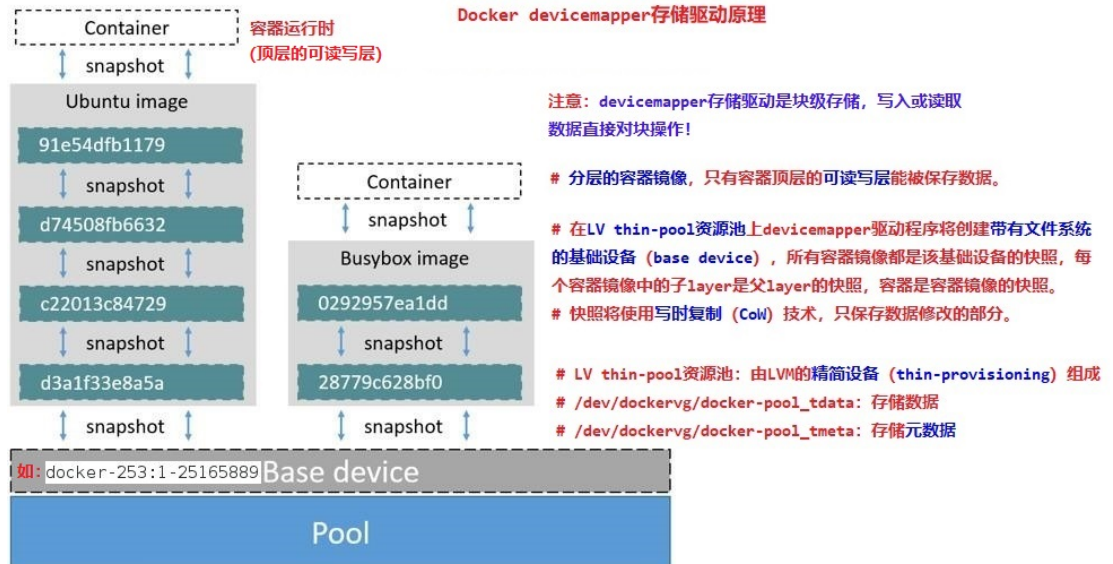 Docker devicemapper存储驱动原理
Container
容器运行时
(顶层的可读写层)
snapshot
Ubuntu image
91e54dfb1179
snapshot
d74508fb6632
snapshot
c22013c84729
snapshot
d3a1f33e8a5a
snapshot
Container
snapshot
Busybox image
0292957ea1dd
snapshot
28779c628bf0
snapshot
注意：devicemapper存储驱动是块级存储，写入或读取
数据直接对块操作！
# 分层的容器镜像，只有容器顶层的可读写层能被保存数据。
# 在LV thin-pool资源池上devicemapper驱动程序将创建带有文件系统
的基础设备（base device），所有容器镜像都是该基础设备的快照，每
个容器镜像中的子layer是父layer的快照，容器是容器镜像的快照。
# 快照将使用写时复制（CoW）技术，只保存数据修改的部分。
# LV thin-pool资源池：由LVM的精简设备（thin-provisioning）组成
# /dev/dockervg/docker-pool_tdata：存储数据
# /dev/dockervg/docker-pool_tmeta：存储元数据
如：docker-253:1-25165889 Base device
Pool